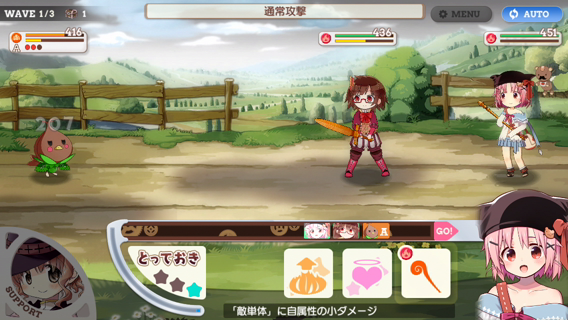 WAVE 1/3
1
通常攻撃
MENU
AUTO
416
A
436
451
207
A
GO!
とっておき
SUPPORT
「敵単体」に自属性の小ダメージ